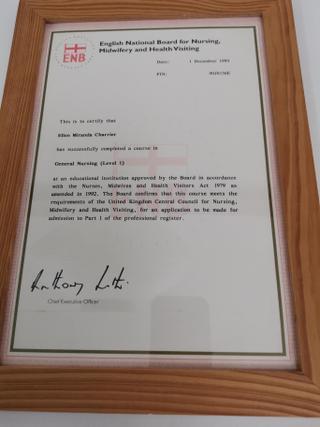 ENB
English National Board for Nursing,
Midwifery and Health Visiting
Date: 1 December 1993
PIN:
This is to certify that
Ellen Miranda Charrier
has successfully completed a course in
General Nursing (Level 1)
at an educational institution approved by the Board in accordance
with the Nurses, Midwives and Health Visitors Act 1979 as
amended in 1992. The Board confirms that this course meets the
requirements of the United Kingdom Central Council for Nursing,
Midwifery and Health Visiting, for an application to be made for
admission to Part 1 of the professional register.
Chief Executive Officer